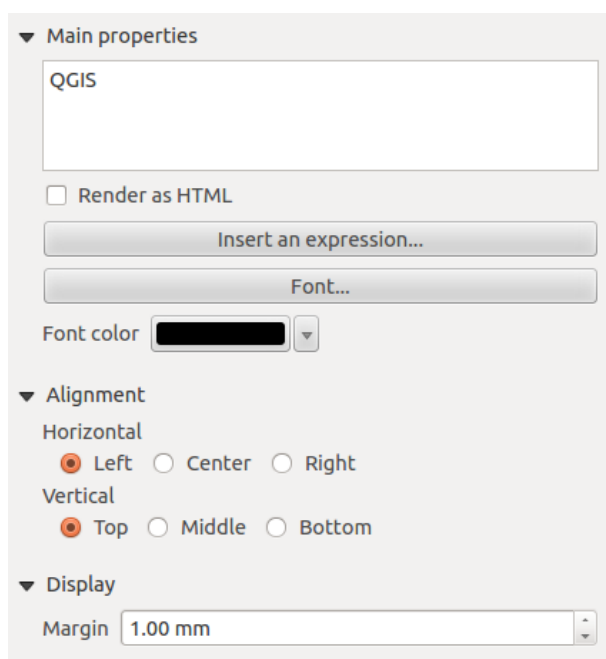 Main properties
QGIS
Render as HTML
Insert an expression...
Font...
Font color
Alignment
Horizontal
Left Center Right
Vertical
Top Middle Bottom
Display
Margin 1.00 mm